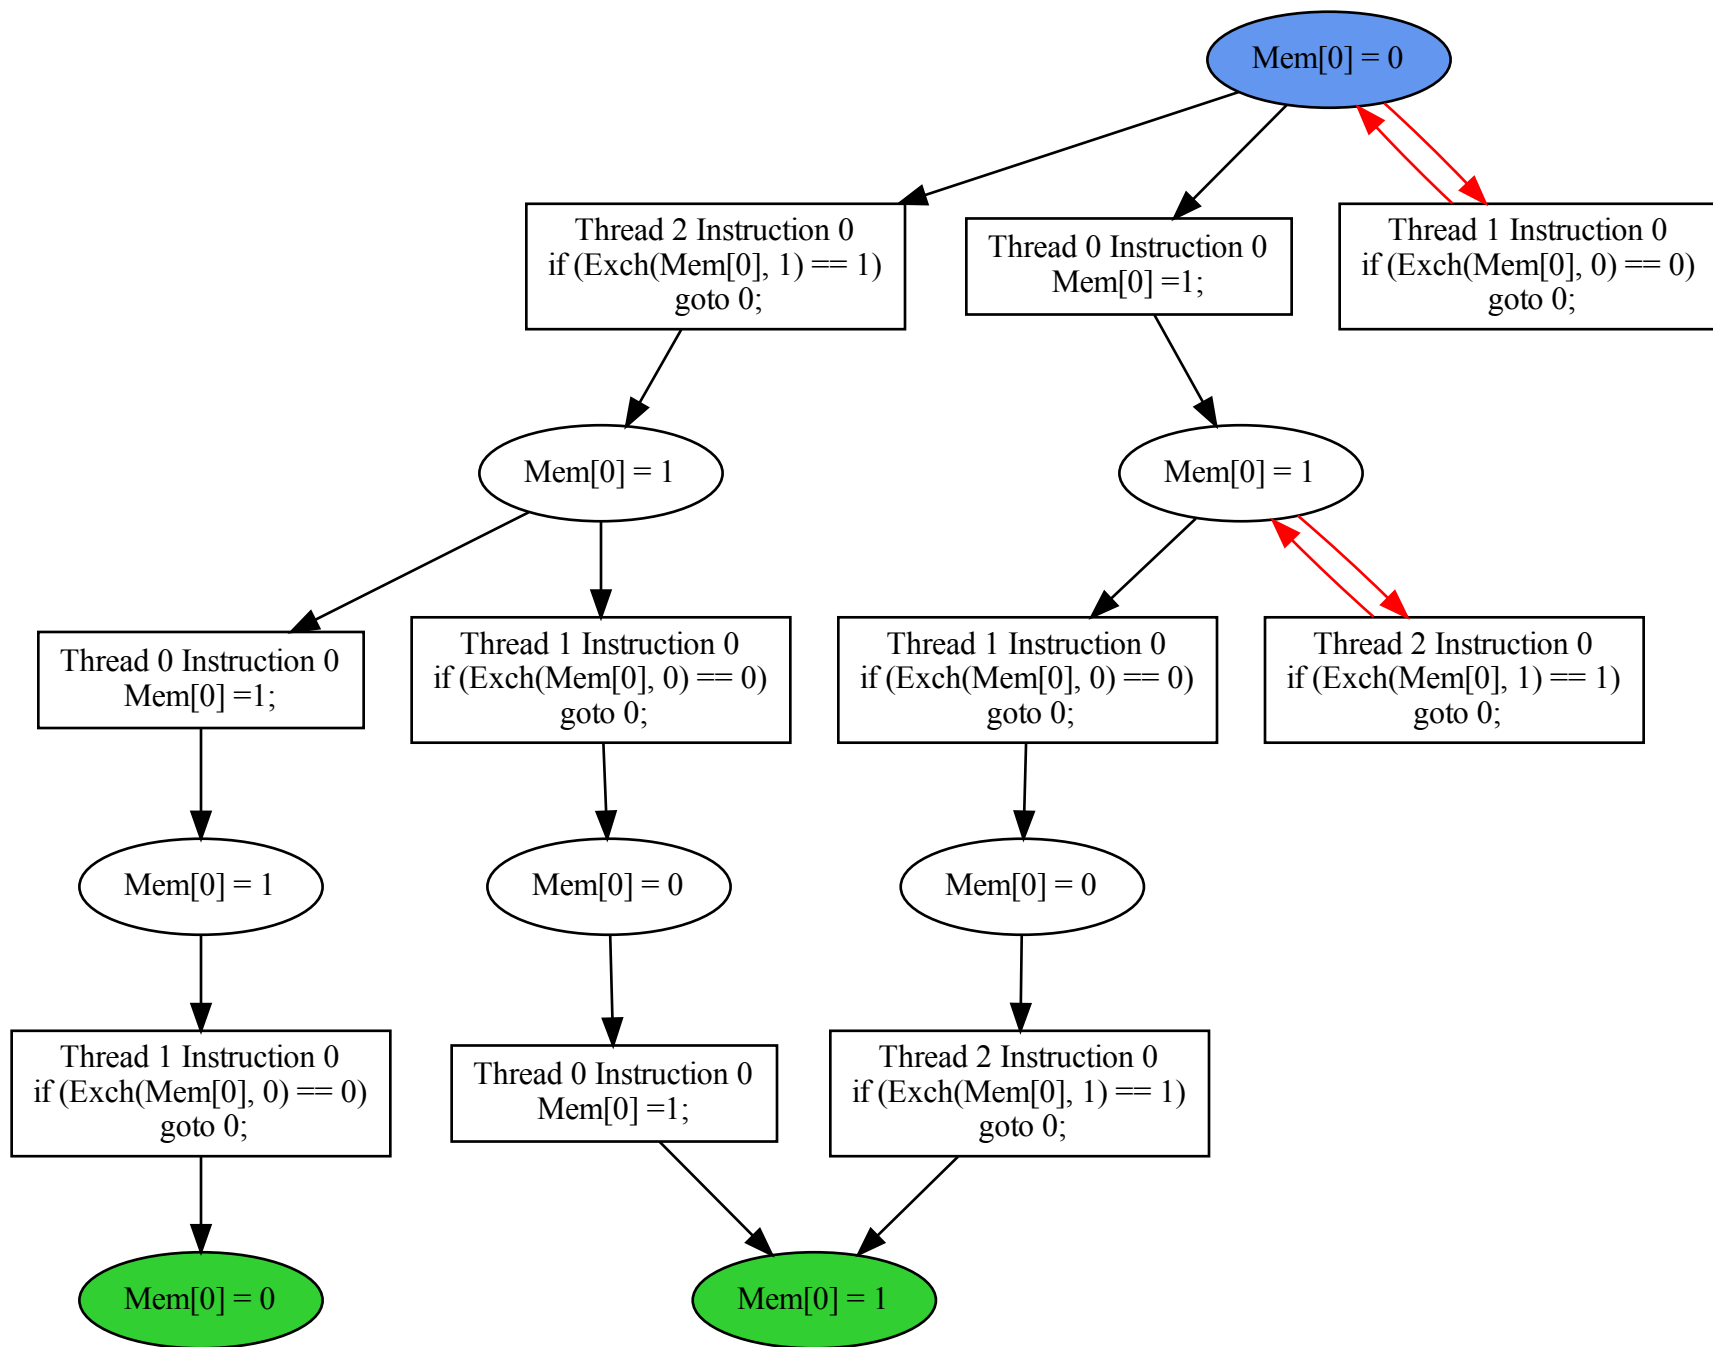 Mem[0] = 0
Thread 2 Instruction 0
if (Exch(Mem[0], 1) == 1)
goto 0;
Thread 0 Instruction 0
Mem[0] =1;
Thread 1 Instruction 0
if (Exch(Mem[0], 0) == 0)
goto 0;
Mem[0] = 1
Mem[0] = 1
Thread 0 Instruction 0
Mem[0] =1;
Thread 1 Instruction 0
if (Exch(Mem[0], 0) == 0)
goto 0;
Thread 1 Instruction 0
if (Exch(Mem[0], 0) == 0)
goto 0;
Thread 2 Instruction 0
if (Exch(Mem[0], 1) == 1)
goto 0;
Mem[0] = 1
Mem[0] = 0
Mem[0] = 0
Thread 1 Instruction 0
if (Exch(Mem[0], 0) == 0)
goto 0;
Thread 0 Instruction 0
Mem[0] =1;
Thread 2 Instruction 0
if (Exch(Mem[0], 1) == 1)
goto 0;
Mem[0] = 0
Mem[0] = 1